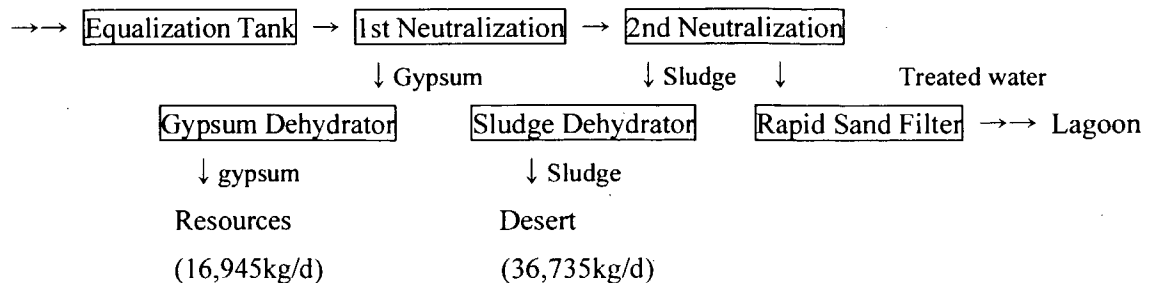 →→ Equalization Tank → 1st Neutralization → 2nd Neutralization
↓ Gypsum ↓ Sludge ↓ Treated water
Gypsum Dehydrator Sludge Dehydrator Rapid Sand Filter →→ Lagoon
↓ gypsum ↓ Sludge
Resources Desert
(16,945kg/d) (36,735kg/d)